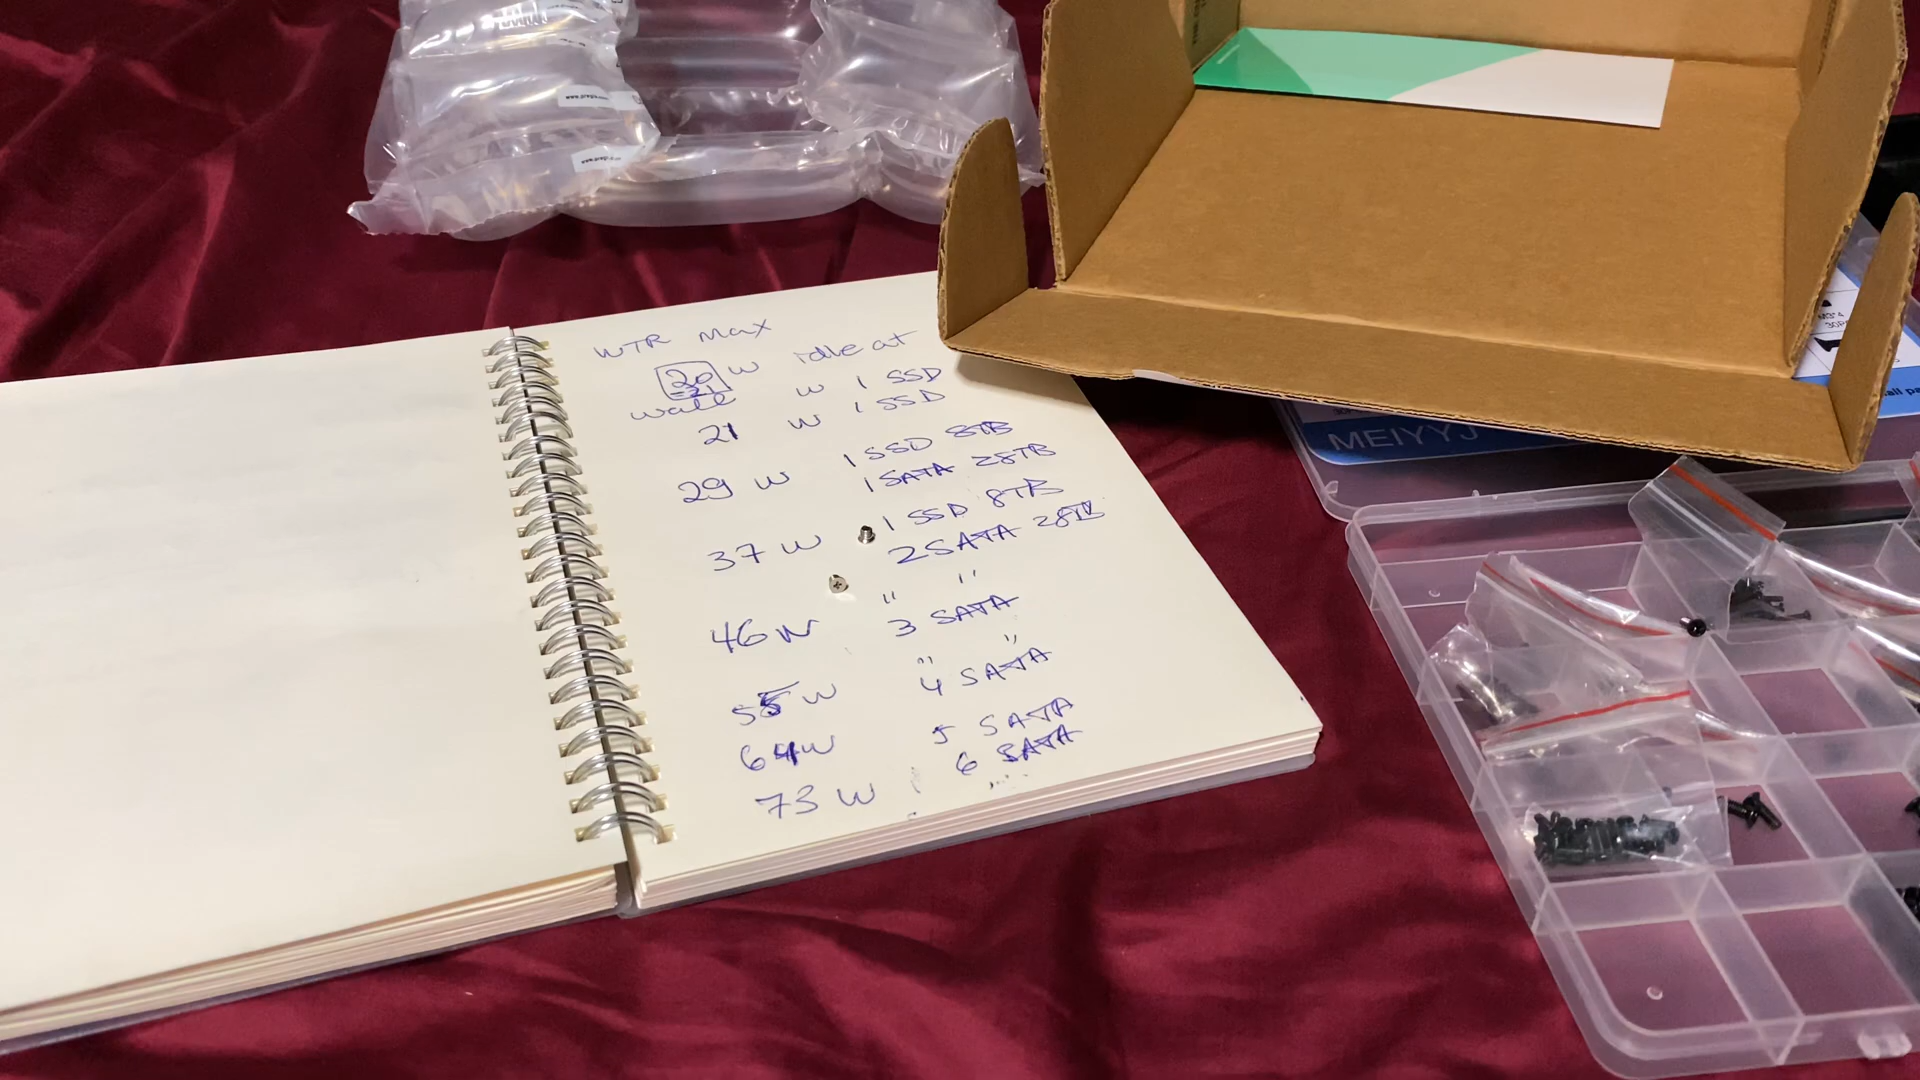 WTR Max
20 W idle at
=21
wall W 1 SSD
21 W 1 SSD
1 SSD 8TB
29 W 1 SATA 28TB
1 SSD 8TB
37 W 2 SATA 28TB
" "
46 W 3 SATA
" "
55 W 4 SATA
64 W 5 SATA
73 W 6 SATA
MEIYYJ